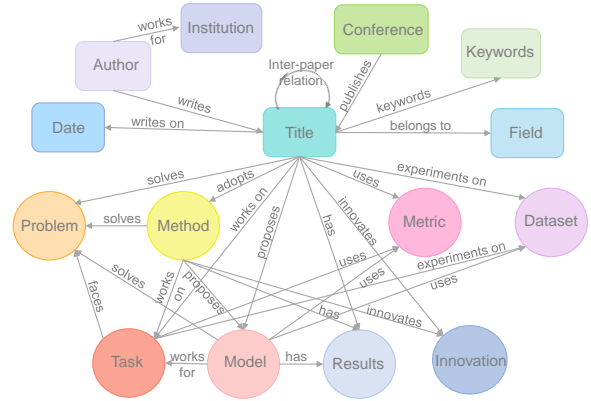 works
for
Institution
Conference
Author
Keywords
Inter-paper
relation
publishes
keywords
writes
Date
writes on
Title
belongs to
Field
solves
adopts
works on
proposes
has
uses
innovates
experiments on
Problem
solves
Method
Metric
Dataset
faces
solves
works
on
proposes
has
uses
uses
innovates
experiments on
uses
Task
works
for
Model
has
Results
Innovation